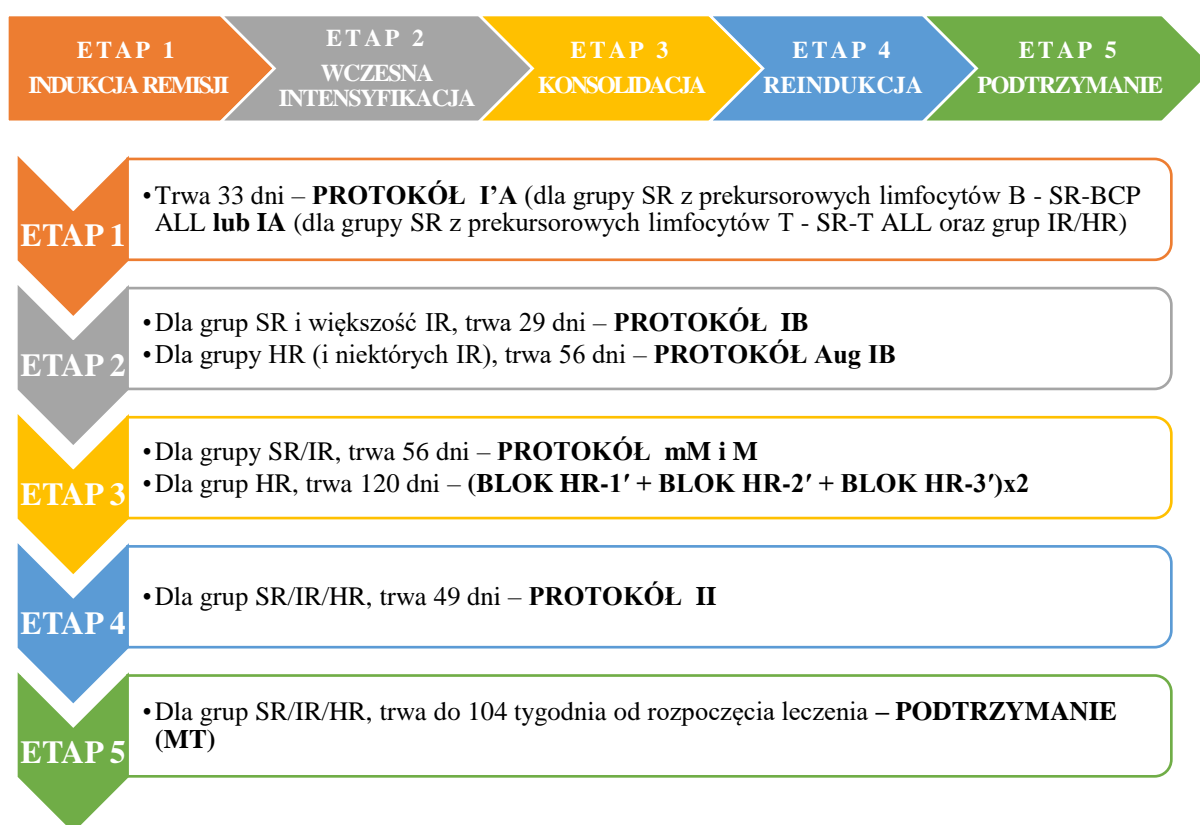 ETAP 1
INDUKCJA REMISJI
ETAP 2
WCZESNA
INTENSYFIKACJA
ETAP 3
KONSOLIDACJA
ETAP 4
REINDUKCJA
ETAP 5
PODTRZYMANIE
ETAP 1
•Trwa 33 dni – PROTOKÓŁ I’A (dla grupy SR z prekursorowych limfocytów B - SR-BCP
ALL lub IA (dla grupy SR z prekursorowych limfocytów T - SR-T ALL oraz grup IR/HR)
ETAP 2
•Dla grup SR i większość IR, trwa 29 dni – PROTOKÓŁ IB
•Dla grupy HR (i niektórych IR), trwa 56 dni – PROTOKÓŁ Aug IB
ETAP 3
•Dla grupy SR/IR, trwa 56 dni – PROTOKÓŁ mM i M
•Dla grup HR, trwa 120 dni – (BLOK HR-1′ + BLOK HR-2′ + BLOK HR-3′)x2
ETAP 4
•Dla grup SR/IR/HR, trwa 49 dni – PROTOKÓŁ II
ETAP 5
•Dla grup SR/IR/HR, trwa do 104 tygodnia od rozpoczęcia leczenia – PODTRZYMANIE
(MT)